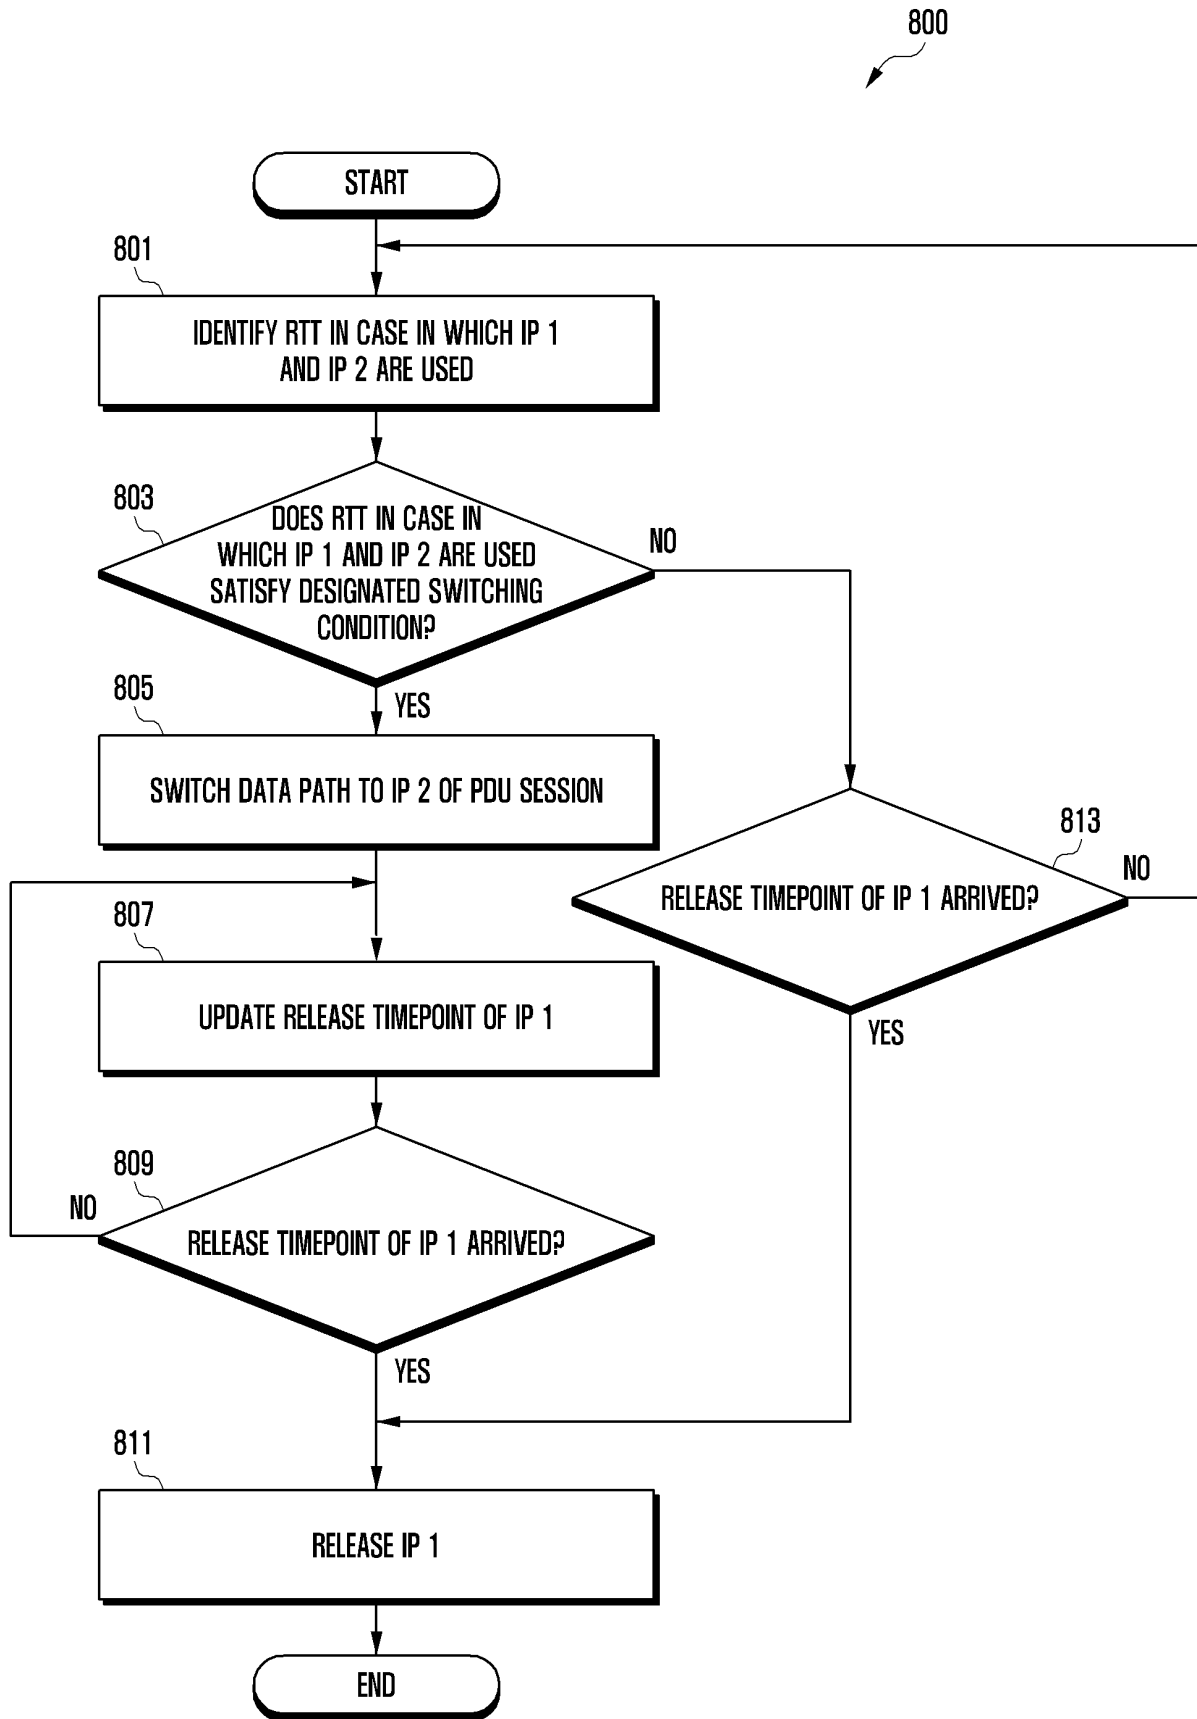 800
START
801
IDENTIFY RTT IN CASE IN WHICH IP 1
AND IP 2 ARE USED
803
DOES RTT IN CASE IN
WHICH IP 1 AND IP 2 ARE USED
SATISFY DESIGNATED SWITCHING
CONDITION?
NO
YES
805
SWITCH DATA PATH TO IP 2 OF PDU SESSION
813
RELEASE TIMEPOINT OF IP 1 ARRIVED?
NO
YES
807
UPDATE RELEASE TIMEPOINT OF IP 1
809
NO
RELEASE TIMEPOINT OF IP 1 ARRIVED?
YES
811
RELEASE IP 1
END